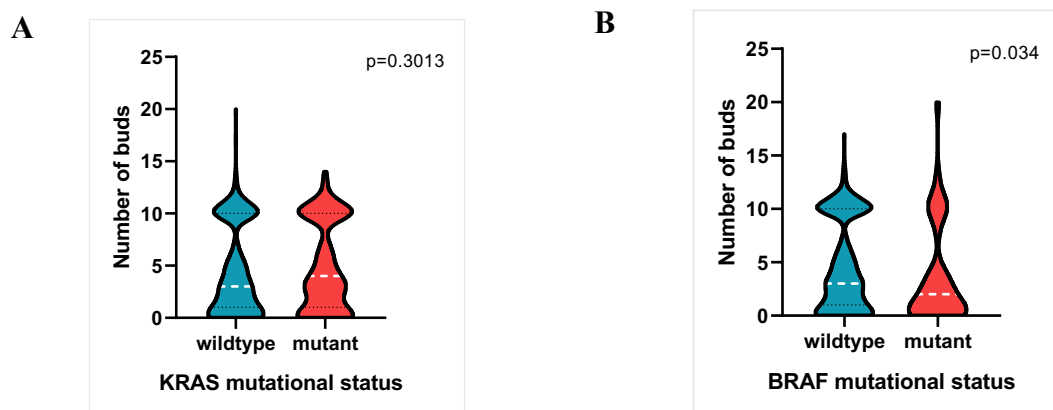 A
p=0.3013
Number of buds
25
20
15
10
5
0
wildtype mutant
KRAS mutational status
B
p=0.034
Number of buds
25
20
15
10
5
0
wildtype mutant
BRAF mutational status